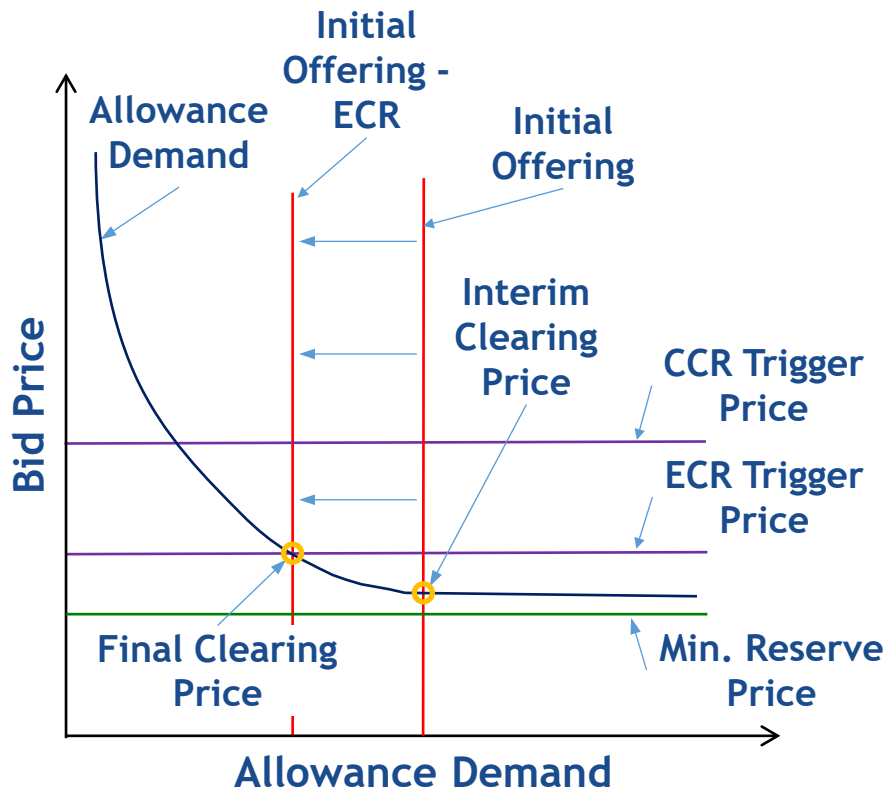 Initial
Offering -
ECR
Allowance
Demand
Initial
Offering
Interim
Clearing
Price
CCR Trigger
Price
ECR Trigger
Price
Bid Price
Final Clearing
Price
Min. Reserve
Price
Allowance Demand